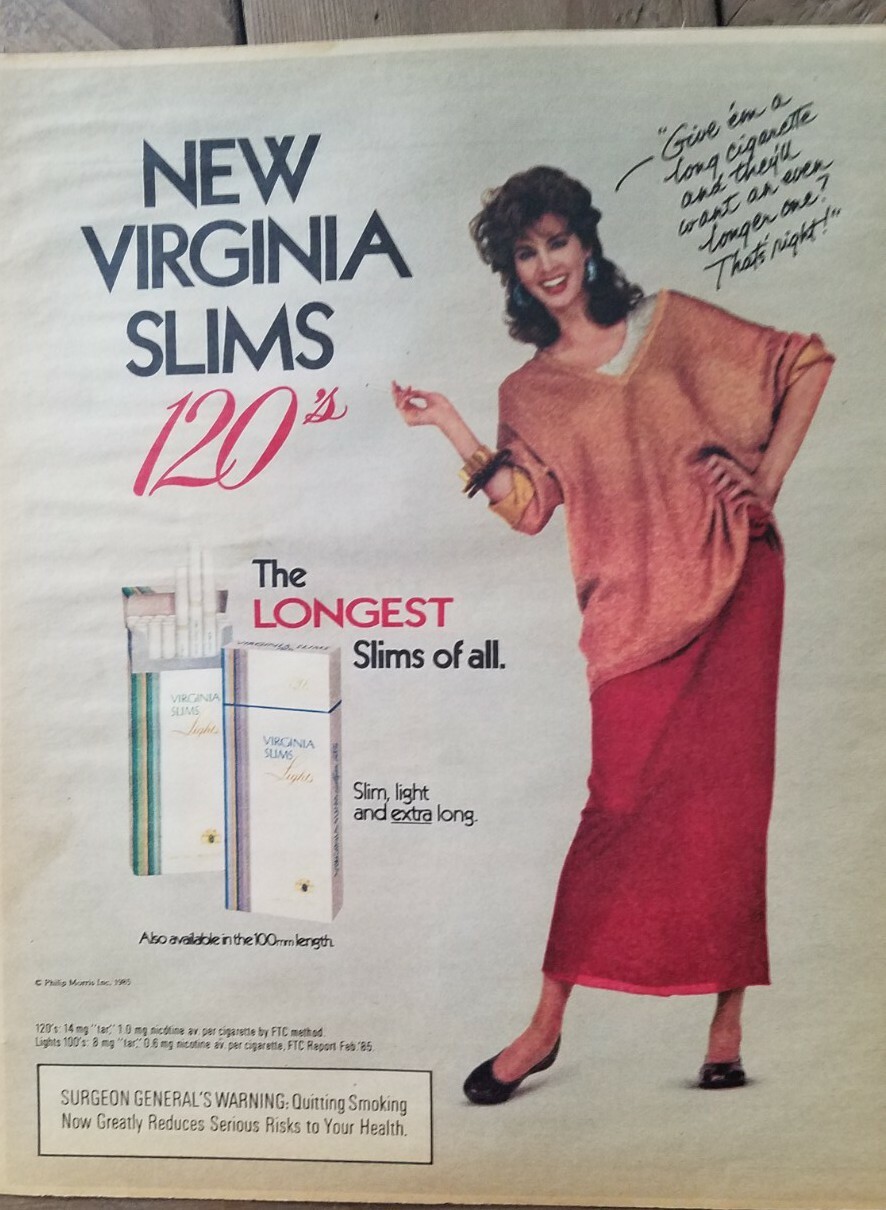 NEW
VIRGINIA
SLIMS
120's
"Give 'em a
long cigarette
and they'll
want an even
longer one?
That's right!"
The
LONGEST
Slims of all.
VIRGINIA
SLIMS
Lights
VIRGINIA SLIMS
VIRGINIA
SLIMS
Lights
Slim, light
and extra long.
Also available in the 100mm length.
© Philip Morris Inc. 1985
120's: 14 mg "tar," 1.0 mg nicotine av. per cigarette by FTC method.
Lights 100's: 8 mg "tar," 0.6 mg nicotine av. per cigarette, FTC Report Feb.'85.
SURGEON GENERAL'S WARNING: Quitting Smoking
Now Greatly Reduces Serious Risks to Your Health.